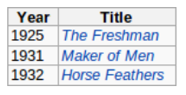 Year Title
1925 The Freshman
1931 Maker of Men
1932 Horse Feathers